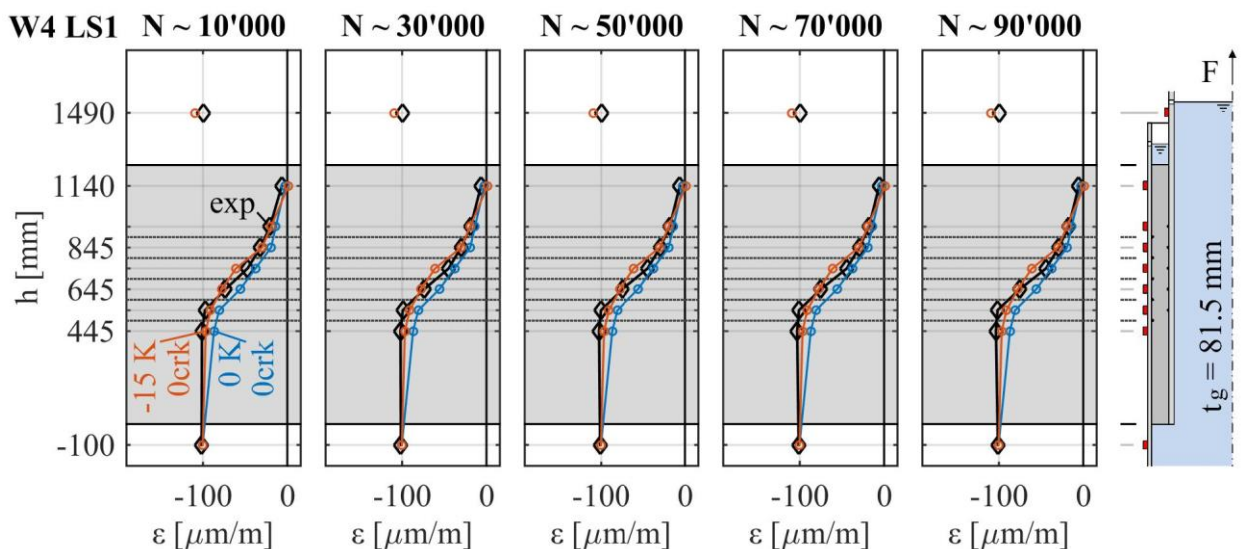 W4 LS1 N ~ 10'000 N ~ 30'000 N ~ 50'000 N ~ 70'000 N ~ 90'000
F
1490
1140
exp
845
h [mm]
745
645
445
-15 K
0crk
0 K
0crk
-100
t_g = 81.5 mm
-100 0 -100 0 -100 0 -100 0 -100 0
ε [μm/m] ε [μm/m] ε [μm/m] ε [μm/m] ε [μm/m]